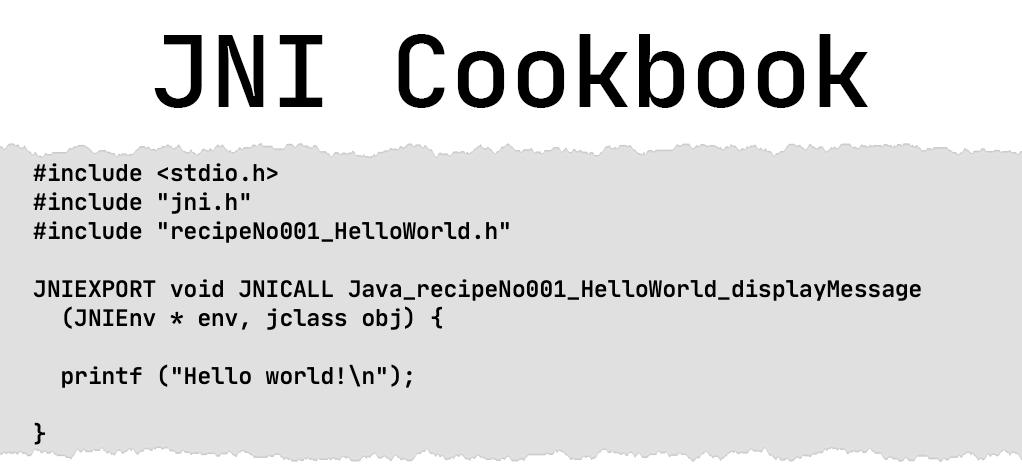 JNI Cookbook
#include <stdio.h>
#include "jni.h"
#include "recipeNo001_HelloWorld.h"
JNIEXPORT void JNICALL Java_recipeNo001_HelloWorld_displayMessage
  (JNIEnv * env, jclass obj) {
  printf ("Hello world!\n");
}